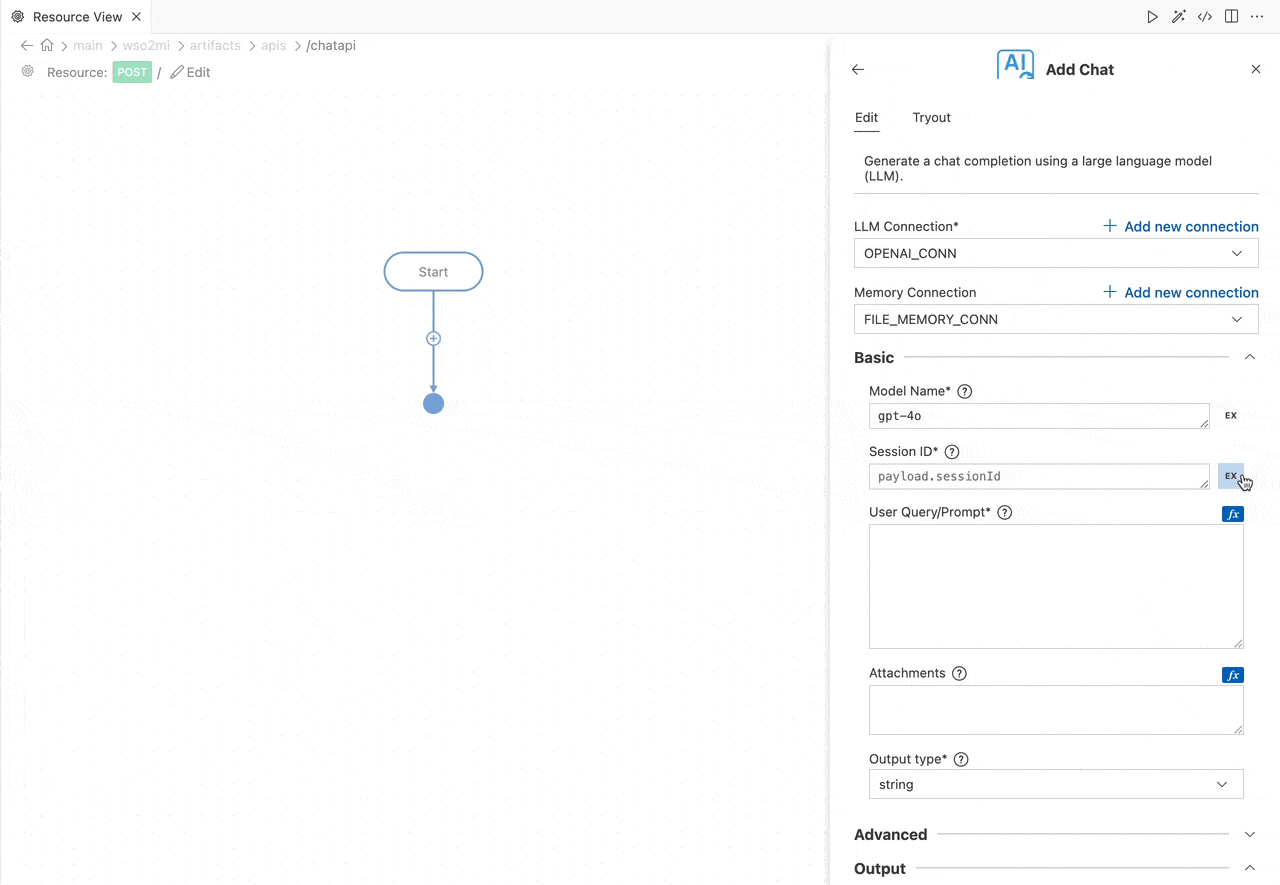 Resource View
main wso2mi artifacts apis /chatapi
Resource: POST / Edit
Start
AI Add Chat
Edit Tryout
Generate a chat completion using a large language model
(LLM).
LLM Connection* Add new connection
OPENAI_CONN
Memory Connection Add new connection
FILE_MEMORY_CONN
Basic
Model Name* ?
gpt-4o EX
Session ID* ?
payload.sessionId EX
User Query/Prompt* ? fx
Attachments ? fx
Output type* ?
string
Advanced
Output